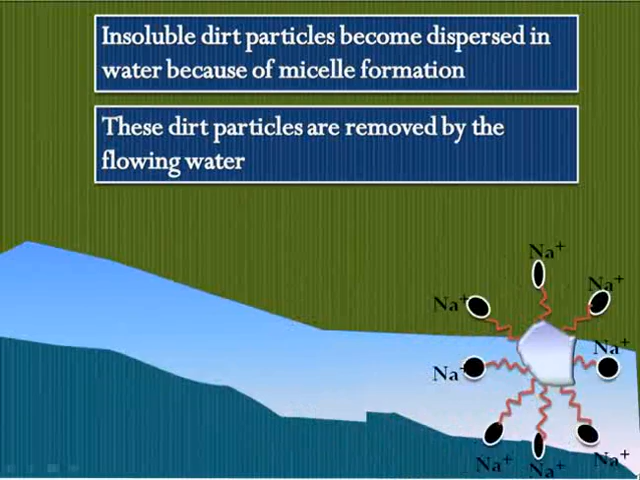 Insoluble dirt particles become dispersed in
water because of micelle formation
These dirt particles are removed by the
flowing water
Na⁺
Na⁺
Na⁺
Na⁺
Na⁺
Na⁺
Na⁺
Na⁺